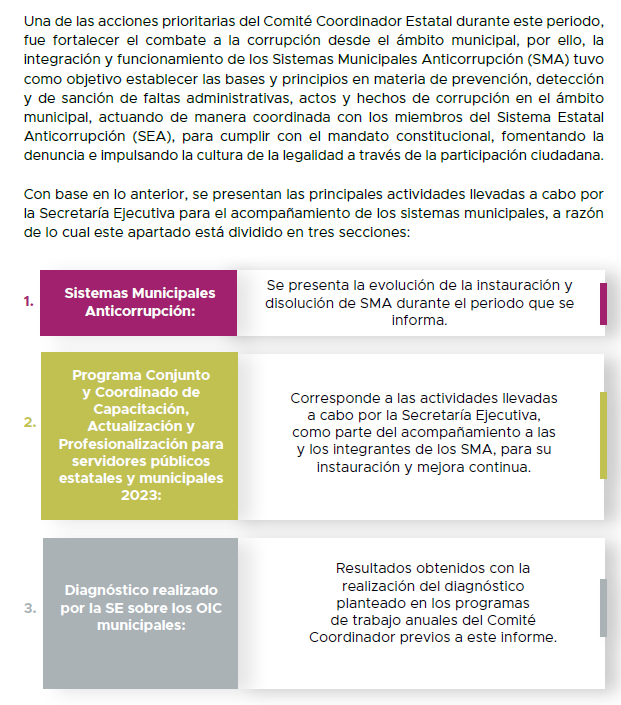 Una de las acciones prioritarias del Comité Coordinador Estatal durante este periodo,
fue fortalecer el combate a la corrupción desde el ámbito municipal, por ello, la
integración y funcionamiento de los Sistemas Municipales Anticorrupción (SMA) tuvo
como objetivo establecer las bases y principios en materia de prevención, detección
y de sanción de faltas administrativas, actos y hechos de corrupción en el ámbito
municipal, actuando de manera coordinada con los miembros del Sistema Estatal
Anticorrupción (SEA), para cumplir con el mandato constitucional, fomentando la
denuncia e impulsando la cultura de la legalidad a través de la participación ciudadana.
Con base en lo anterior, se presentan las principales actividades llevadas a cabo por
la Secretaría Ejecutiva para el acompañamiento de los sistemas municipales, a razón
de lo cual este apartado está dividido en tres secciones:
1.
Sistemas Municipales
Anticorrupción:
Se presenta la evolución de la instauración y
disolución de SMA durante el periodo que se
informa.
2.
Programa Conjunto
y Coordinado de
Capacitación,
Actualización y
Profesionalización para
servidores públicos
estatales y municipales
2023:
Corresponde a las actividades llevadas
a cabo por la Secretaría Ejecutiva,
como parte del acompañamiento a las
y los integrantes de los SMA, para su
instauración y mejora continua.
3.
Diagnóstico realizado
por la SE sobre los OIC
municipales:
Resultados obtenidos con la
realización del diagnóstico
planteado en los programas
de trabajo anuales del Comité
Coordinador previos a este informe.